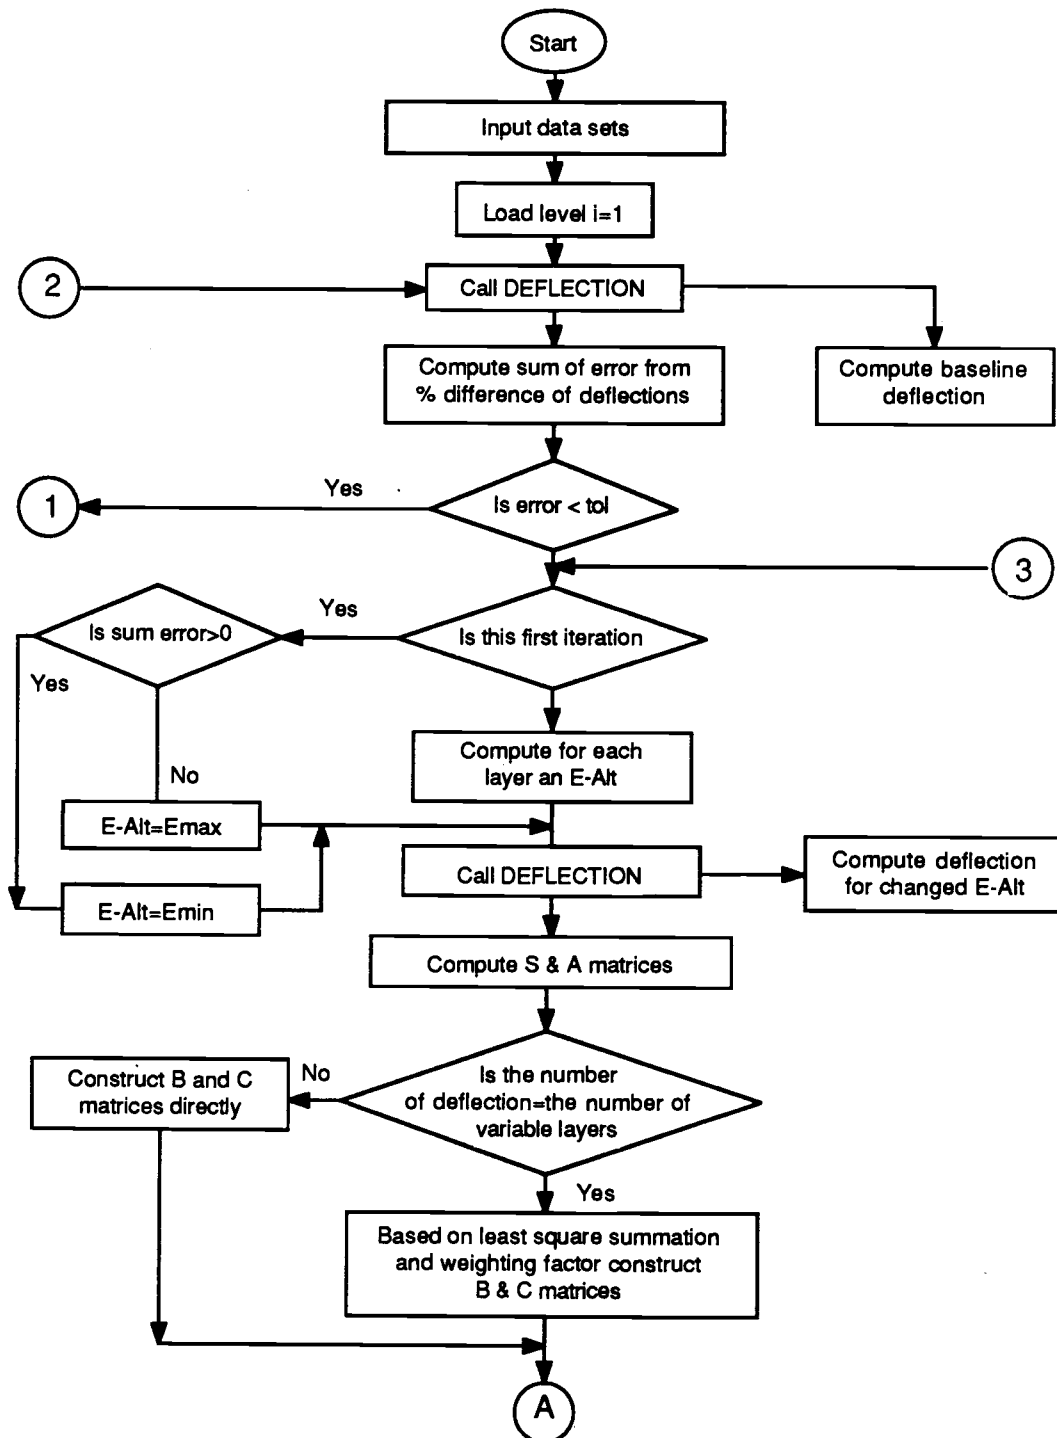 Start
Input data sets
Load level i=1
2
Call DEFLECTION
Compute sum of error from
% difference of deflections
Compute baseline
deflection
1
Yes
Is error < tol
3
Is sum error>0
Yes
Is this first iteration
Yes
No
Compute for each
layer an E-Alt
E-Alt=Emax
E-Alt=Emin
Call DEFLECTION
Compute deflection
for changed E-Alt
Compute S & A matrices
Construct B and C
matrices directly
No
Is the number
of deflection=the number of
variable layers
Yes
Based on least square summation
and weighting factor construct
B & C matrices
A